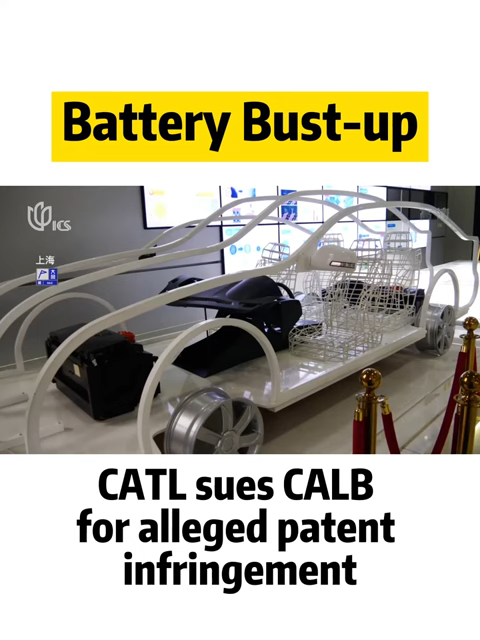 Battery Bust-up
ICS
上海
CATL sues CALB
for alleged patent
infringement